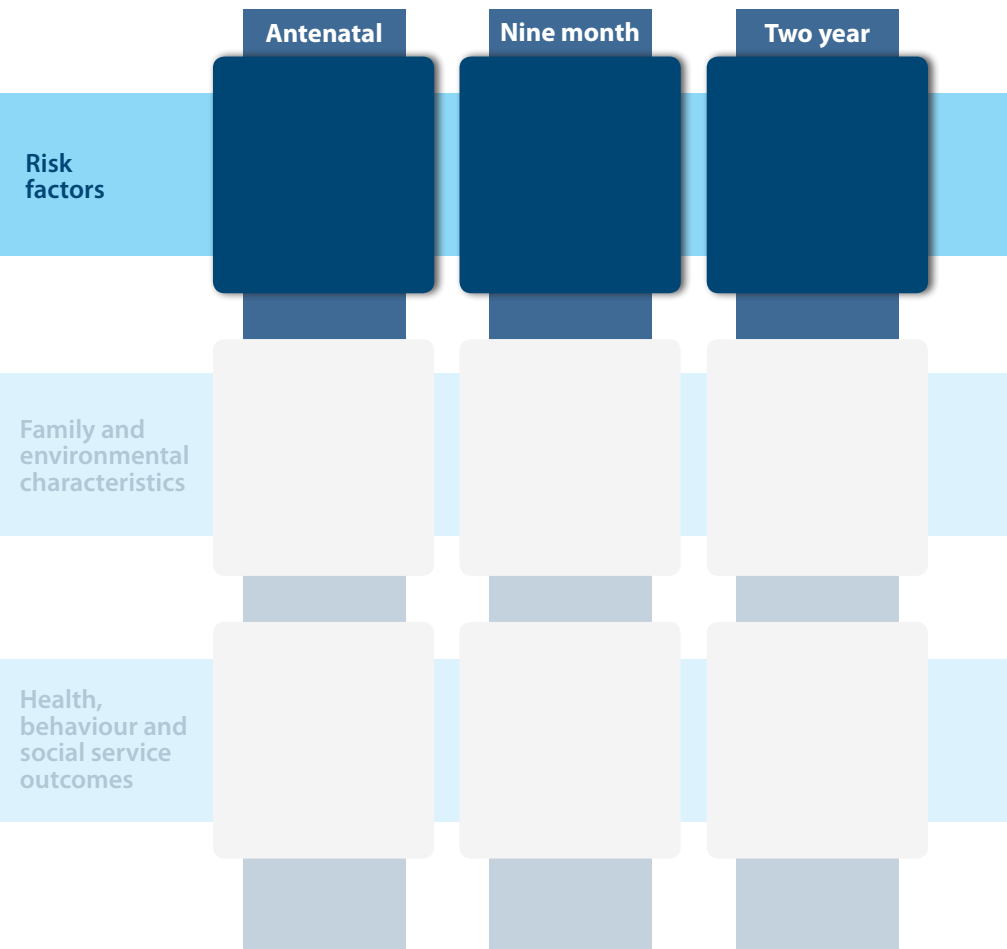 Antenatal
Nine month
Two year
Risk
factors
Family and
environmental
characteristics
Health,
behaviour and
social service
outcomes